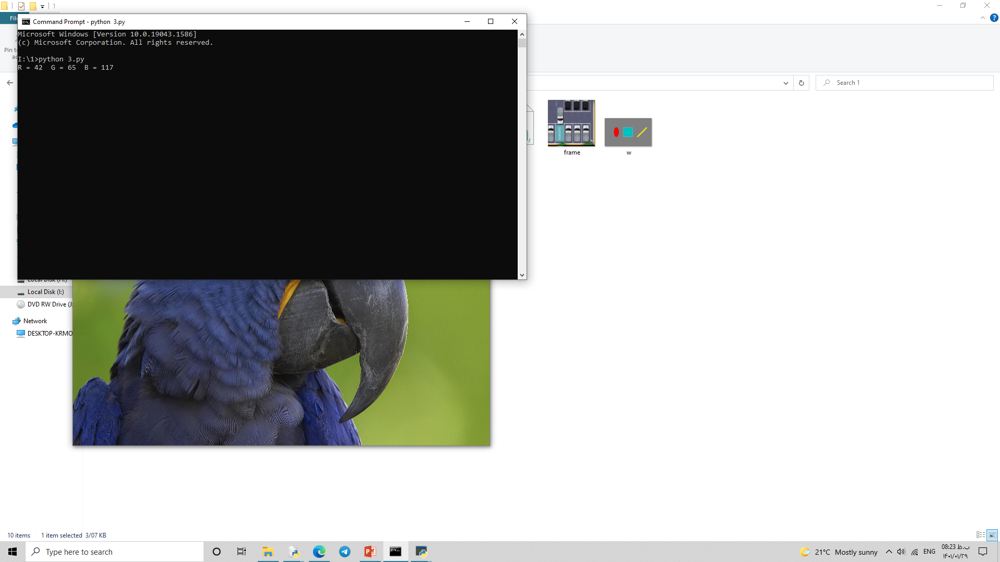 1
File
Command Prompt - python  3.py
Microsoft Windows [Version 10.0.19043.1586]
(c) Microsoft Corporation. All rights reserved.
I:\1>python 3.py
R = 42  G = 65  B = 117
Pin to
Search 1
frame
w
Local Disk (I:)
DVD RW Drive (J:
Network
DESKTOP-KRMO
10 items  1 item selected  3/07 KB
Type here to search
21°C  Mostly sunny
ENG
08:23 ب.ظ
۱۴۰۱/۰۱/۲۹